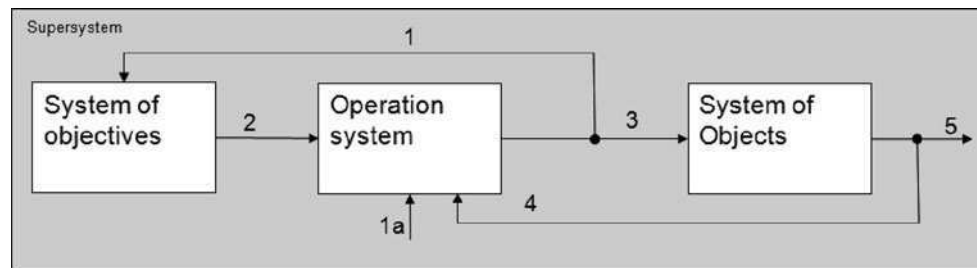 Supersystem
1
System of
objectives
2
Operation
system
3
System of
Objects
5
1a
4